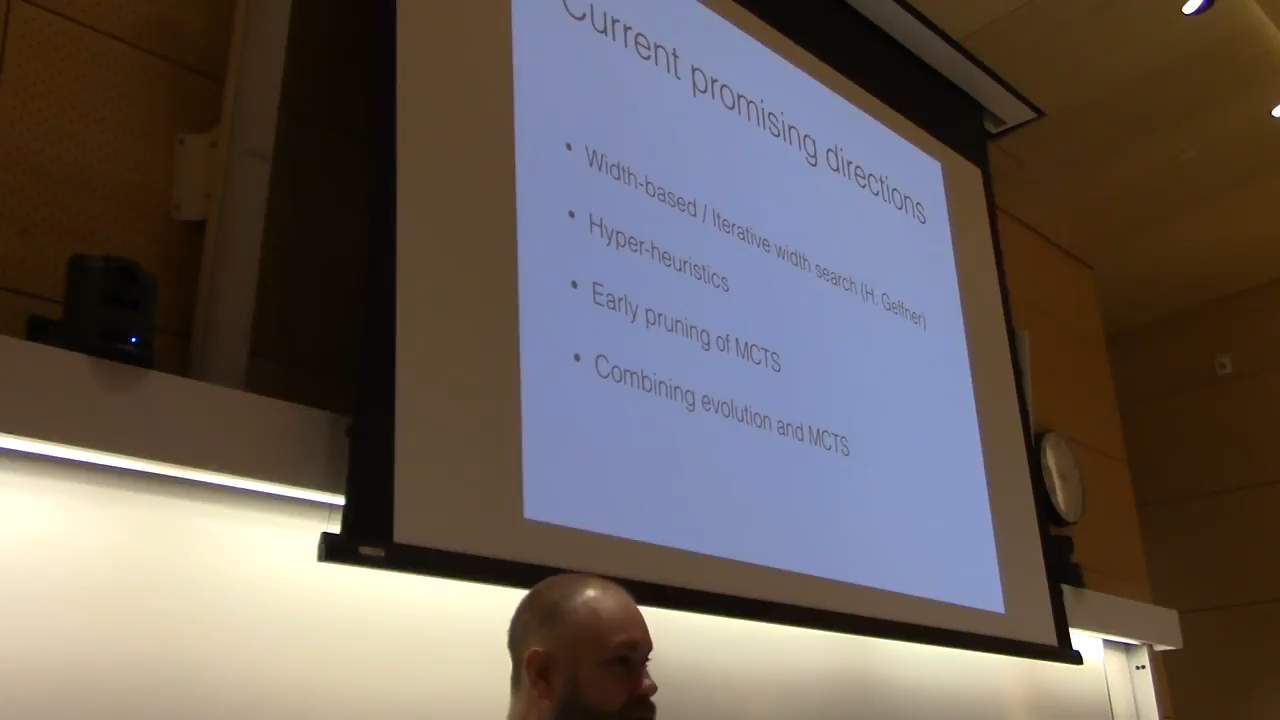 Current promising directions
• Width-based / Iterative width search (H. Geffner)
• Hyper-heuristics
• Early pruning of MCTS
• Combining evolution and MCTS